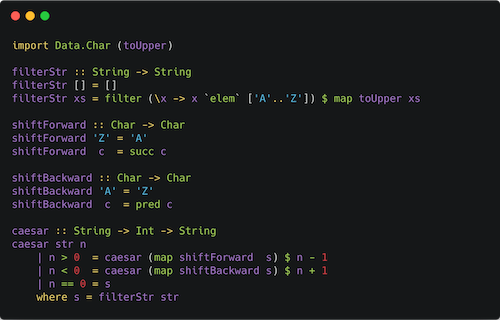 import Data.Char (toUpper)

filterStr :: String -> String
filterStr [] = []
filterStr xs = filter (\x -> x `elem` ['A'..'Z']) $ map toUpper xs

shiftForward :: Char -> Char
shiftForward 'Z' = 'A'
shiftForward  c  = succ c

shiftBackward :: Char -> Char
shiftBackward 'A' = 'Z'
shiftBackward  c  = pred c

caesar :: String -> Int -> String
caesar str n
    | n > 0  = caesar (map shiftForward  s) $ n - 1
    | n < 0  = caesar (map shiftBackward s) $ n + 1
    | n == 0 = s
    where s = filterStr str